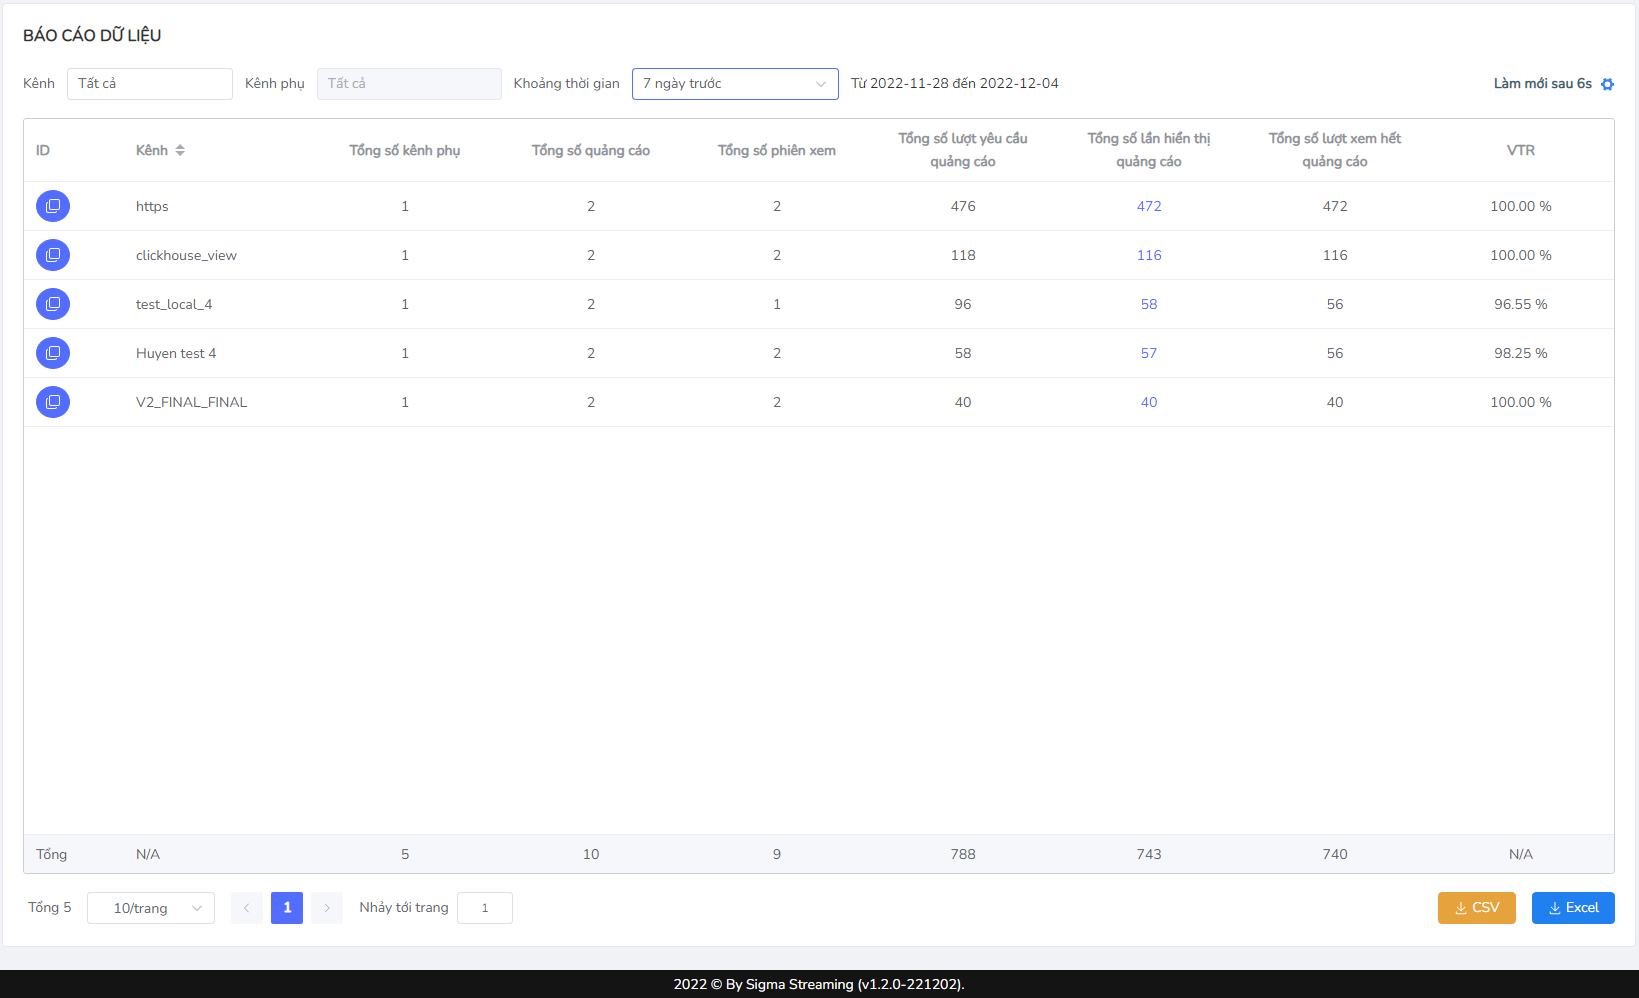 BÁO CÁO DỮ LIỆU
Kênh Tất cả Kênh phụ Tất cả Khoảng thời gian 7 ngày trước Từ 2022-11-28 đến 2022-12-04 Làm mới sau 6s
ID Kênh Tổng số kênh phụ Tổng số quảng cáo Tổng số phiên xem Tổng số lượt yêu cầu quảng cáo Tổng số lần hiển thị quảng cáo Tổng số lượt xem hết quảng cáo VTR
https 1 2 2 476 472 472 100.00 %
clickhouse_view 1 2 2 118 116 116 100.00 %
test_local_4 1 2 1 96 58 56 96.55 %
Huyen test 4 1 2 2 58 57 56 98.25 %
V2_FINAL_FINAL 1 2 2 40 40 40 100.00 %
Tổng N/A 5 10 9 788 743 740 N/A
Tổng 5 10/trang 1 Nhảy tới trang 1 CSV Excel
2022 © By Sigma Streaming (v1.2.0-221202).